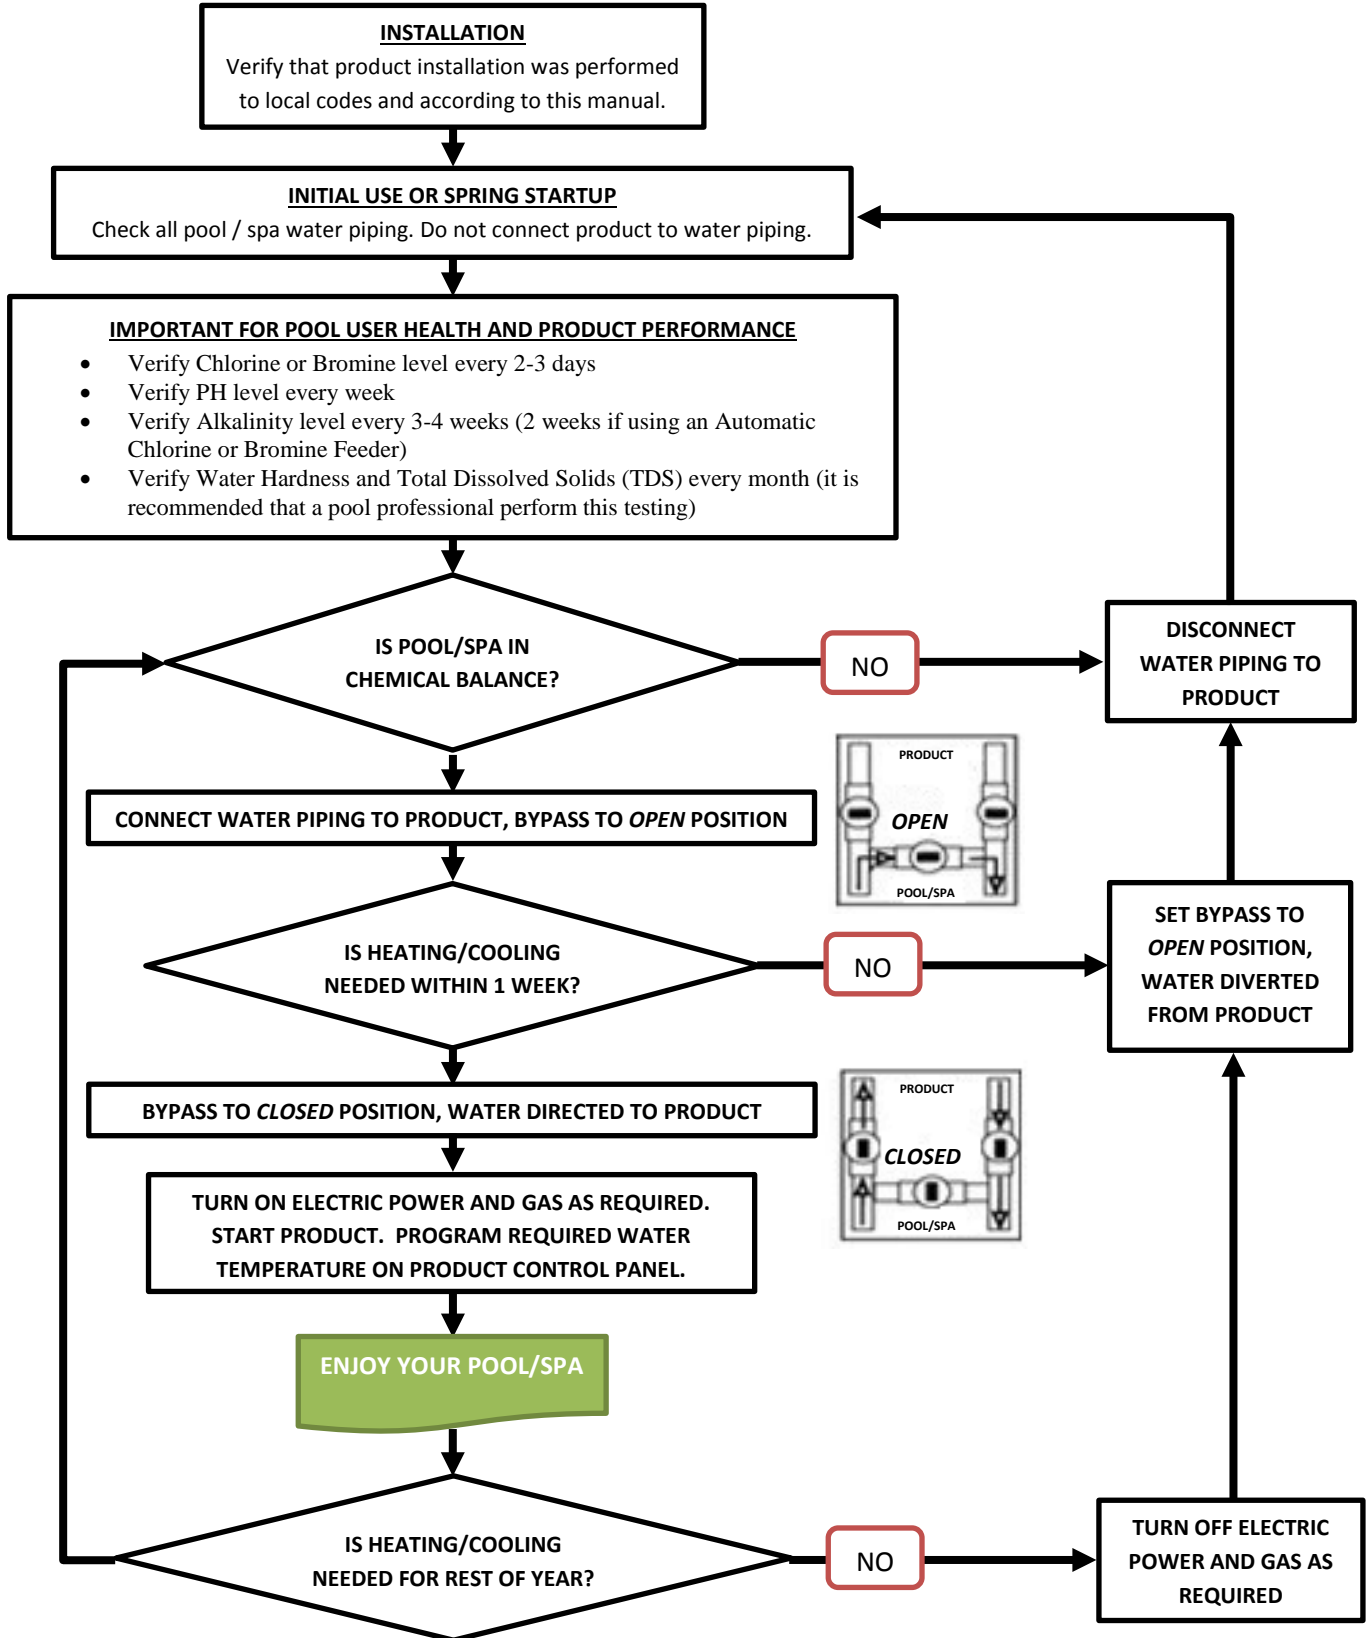 INSTALLATION
Verify that product installation was performed
to local codes and according to this manual.
INITIAL USE OR SPRING STARTUP
Check all pool / spa water piping. Do not connect product to water piping.
IMPORTANT FOR POOL USER HEALTH AND PRODUCT PERFORMANCE
• Verify Chlorine or Bromine level every 2-3 days
• Verify PH level every week
• Verify Alkalinity level every 3-4 weeks (2 weeks if using an Automatic
Chlorine or Bromine Feeder)
• Verify Water Hardness and Total Dissolved Solids (TDS) every month (it is
recommended that a pool professional perform this testing)
IS POOL/SPA IN
CHEMICAL BALANCE?
NO
DISCONNECT
WATER PIPING TO
PRODUCT
CONNECT WATER PIPING TO PRODUCT, BYPASS TO OPEN POSITION
PRODUCT
OPEN
POOL/SPA
IS HEATING/COOLING
NEEDED WITHIN 1 WEEK?
NO
SET BYPASS TO
OPEN POSITION,
WATER DIVERTED
FROM PRODUCT
BYPASS TO CLOSED POSITION, WATER DIRECTED TO PRODUCT
PRODUCT
CLOSED
POOL/SPA
TURN ON ELECTRIC POWER AND GAS AS REQUIRED.
START PRODUCT. PROGRAM REQUIRED WATER
TEMPERATURE ON PRODUCT CONTROL PANEL.
ENJOY YOUR POOL/SPA
IS HEATING/COOLING
NEEDED FOR REST OF YEAR?
NO
TURN OFF ELECTRIC
POWER AND GAS AS
REQUIRED